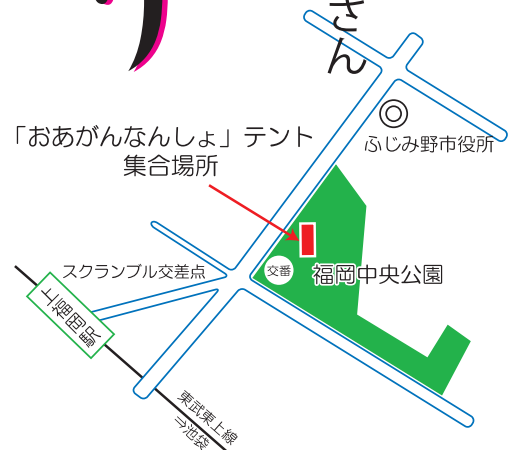 さん
「おあがんなんしょ」テント
集合場所
ふじみ野市役所
交番
福岡中央公園
スクランブル交差点
上福岡駅
東武東上線
今池袋